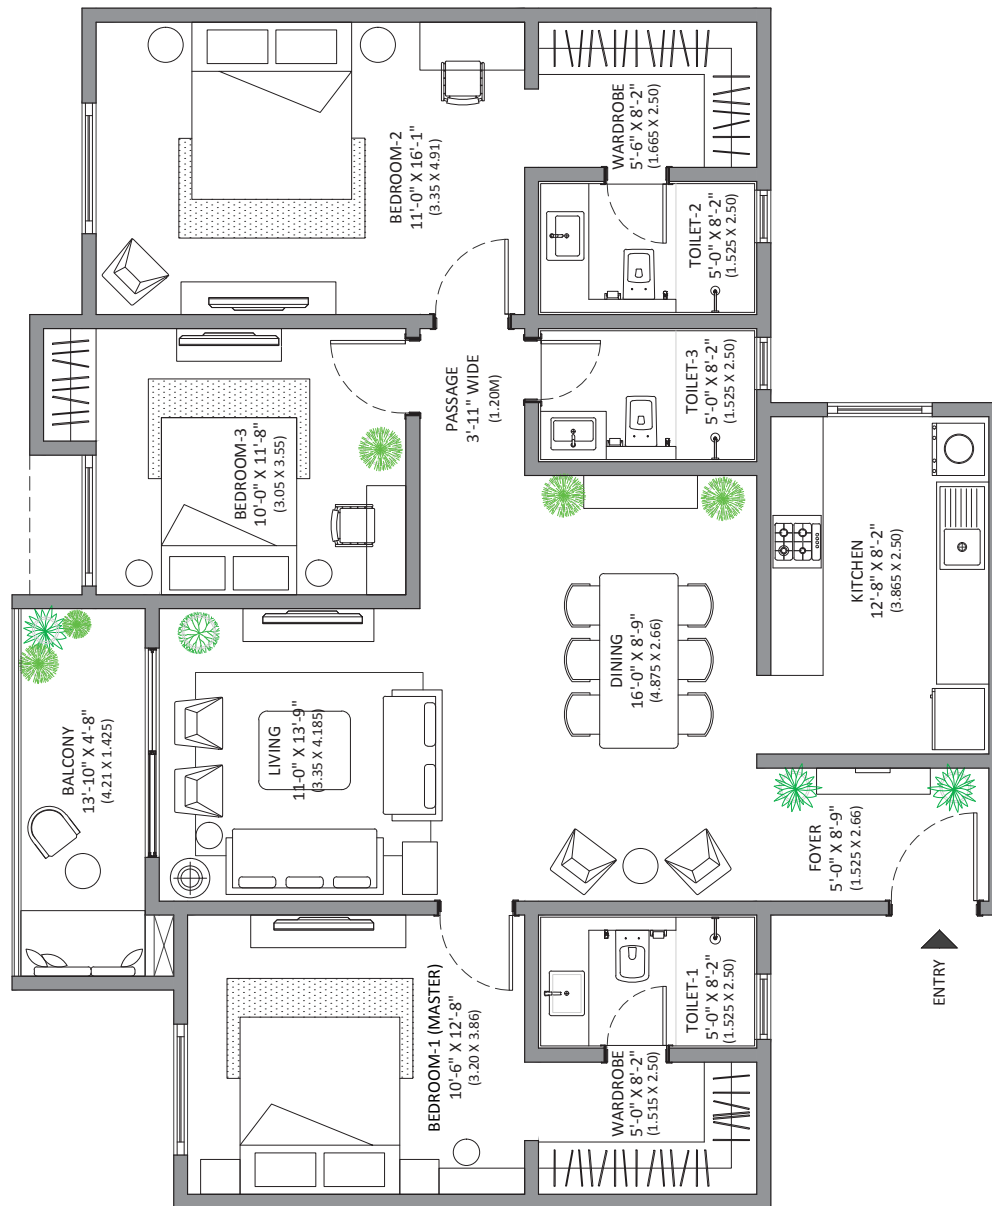 BEDROOM-2
11'-0" X 16'-1"
(3.35 X 4.91)
WARDROBE
5'-6" X 8'-2"
(1.665 X 2.50)
TOILET-2
5'-0" X 8'-2"
(1.525 X 2.50)
BEDROOM-3
10'-0" X 11'-8"
(3.05 X 3.55)
PASSAGE
3'-11" WIDE
(1.20M)
TOILET-3
5'-0" X 8'-2"
(1.525 X 2.50)
KITCHEN
12'-8" X 8'-2"
(3.865 X 2.50)
DINING
16'-0" X 8'-9"
(4.875 X 2.66)
BALCONY
13'-10" X 4'-8"
(4.21 X 1.425)
LIVING
11-0" X 13'-9"
(3.35 X 4.185)
FOYER
5'-0" X 8'-9"
(1.525 X 2.66)
BEDROOM-1 (MASTER)
10'-6" X 12'-8"
(3.20 X 3.86)
TOILET-1
5'-0" X 8'-2"
(1.525 X 2.50)
WARDROBE
5'-0" X 8'-2"
(1.515 X 2.50)
ENTRY